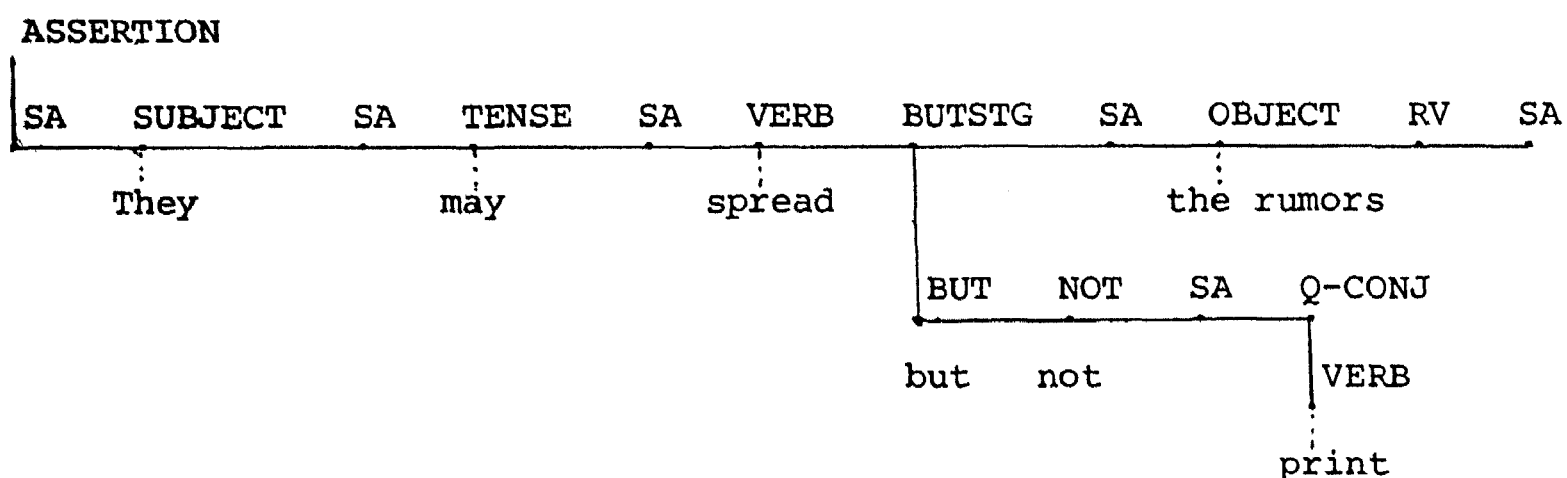 ASSERTION
SA SUBJECT SA TENSE SA VERB BUTSTG SA OBJECT RV SA
They may spread the rumors
BUT NOT SA Q-CONJ
but not VERB
print